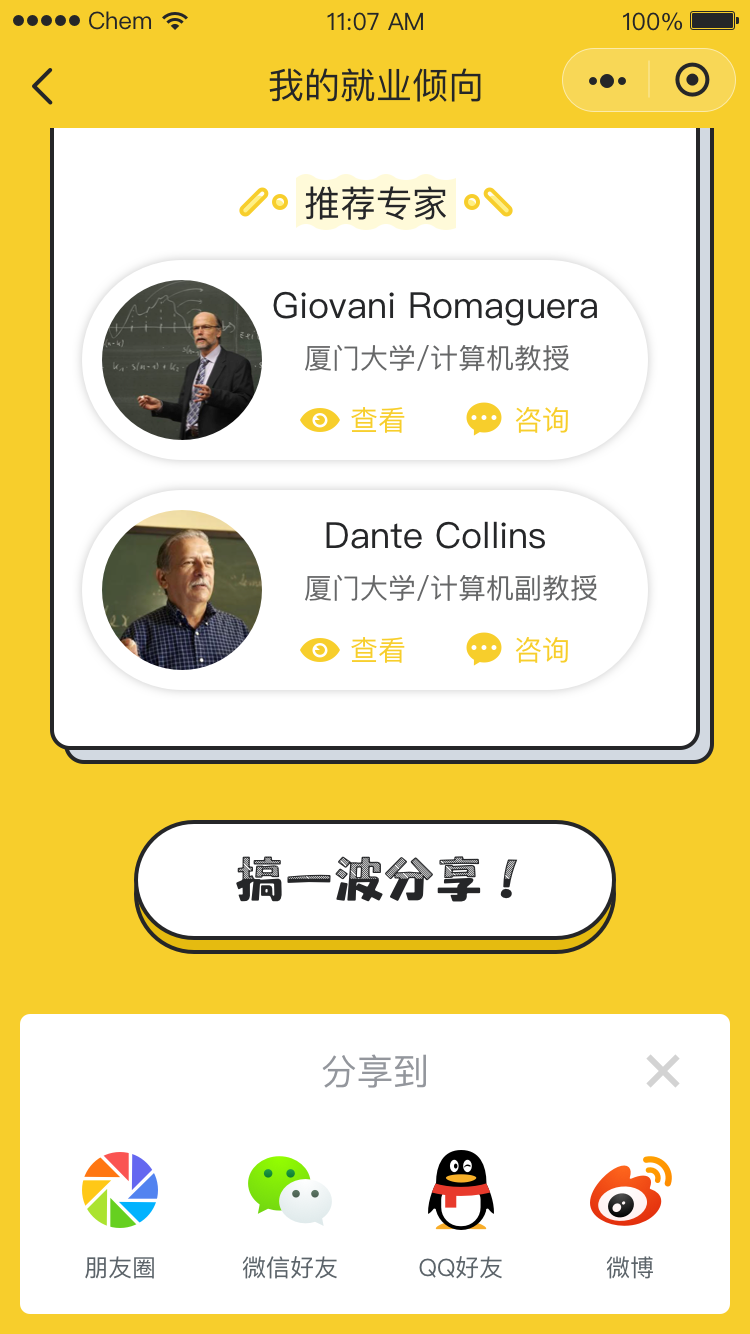 Chem 11:07 AM 100%
我的就业倾向
推荐专家
Giovani Romaguera
厦门大学/计算机教授
查看 咨询
Dante Collins
厦门大学/计算机副教授
查看 咨询
搞一波分享！
分享到
朋友圈 微信好友 QQ好友 微博